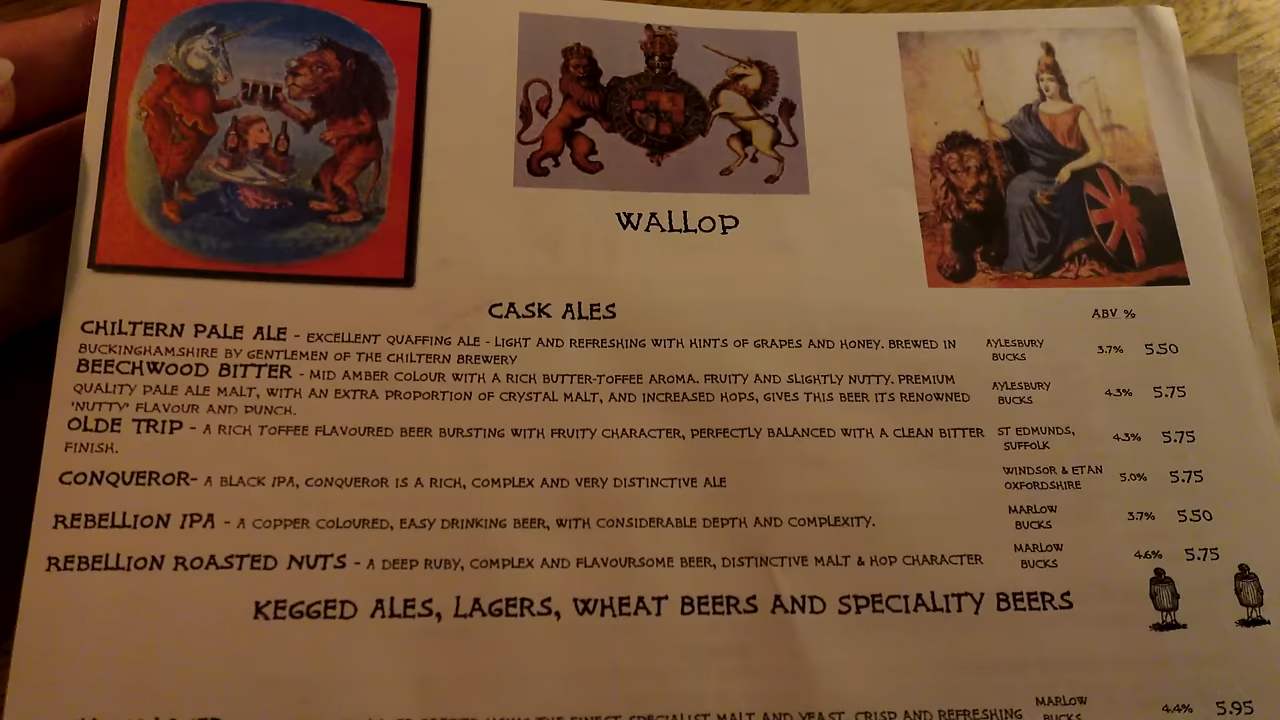 WALLOP
CASK ALES
ABV %
CHILTERN PALE ALE - EXCELLENT QUAFFING ALE - LIGHT AND REFRESHING WITH HINTS OF GRAPES AND HONEY. BREWED IN
BUCKINGHAMSHIRE BY GENTLEMEN OF THE CHILTERN BREWERY
AYLESBURY
BUCKS
3.7% 5.50
BEECHWOOD BITTER - MID AMBER COLOUR WITH A RICH BUTTER-TOFFEE AROMA. FRUITY AND SLIGHTLY NUTTY. PREMIUM
QUALITY PALE ALE MALT, WITH AN EXTRA PROPORTION OF CRYSTAL MALT, AND INCREASED HOPS, GIVES THIS BEER ITS RENOWNED
'NUTTY' FLAVOUR AND PUNCH.
AYLESBURY
BUCKS
4.3% 5.75
OLDE TRIP - A RICH TOFFEE FLAVOURED BEER BURSTING WITH FRUITY CHARACTER, PERFECTLY BALANCED WITH A CLEAN BITTER
FINISH.
ST EDMUNDS,
SUFFOLK
4.3% 5.75
CONQUEROR- A BLACK IPA, CONQUEROR IS A RICH, COMPLEX AND VERY DISTINCTIVE ALE
WINDSOR & ETAN
OXFORDSHIRE
5.0% 5.75
REBELLION IPA - A COPPER COLOURED, EASY DRINKING BEER, WITH CONSIDERABLE DEPTH AND COMPLEXITY.
MARLOW
BUCKS
3.7% 5.50
REBELLION ROASTED NUTS - A DEEP RUBY, COMPLEX AND FLAVOURSOME BEER, DISTINCTIVE MALT & HOP CHARACTER
MARLOW
BUCKS
4.6% 5.75
KEGGED ALES, LAGERS, WHEAT BEERS AND SPECIALITY BEERS
THE FINEST SPECIALIST MALT AND YEAST. CRISP AND REFRESHING
MARLOW
BUCKS
4.4% 5.95